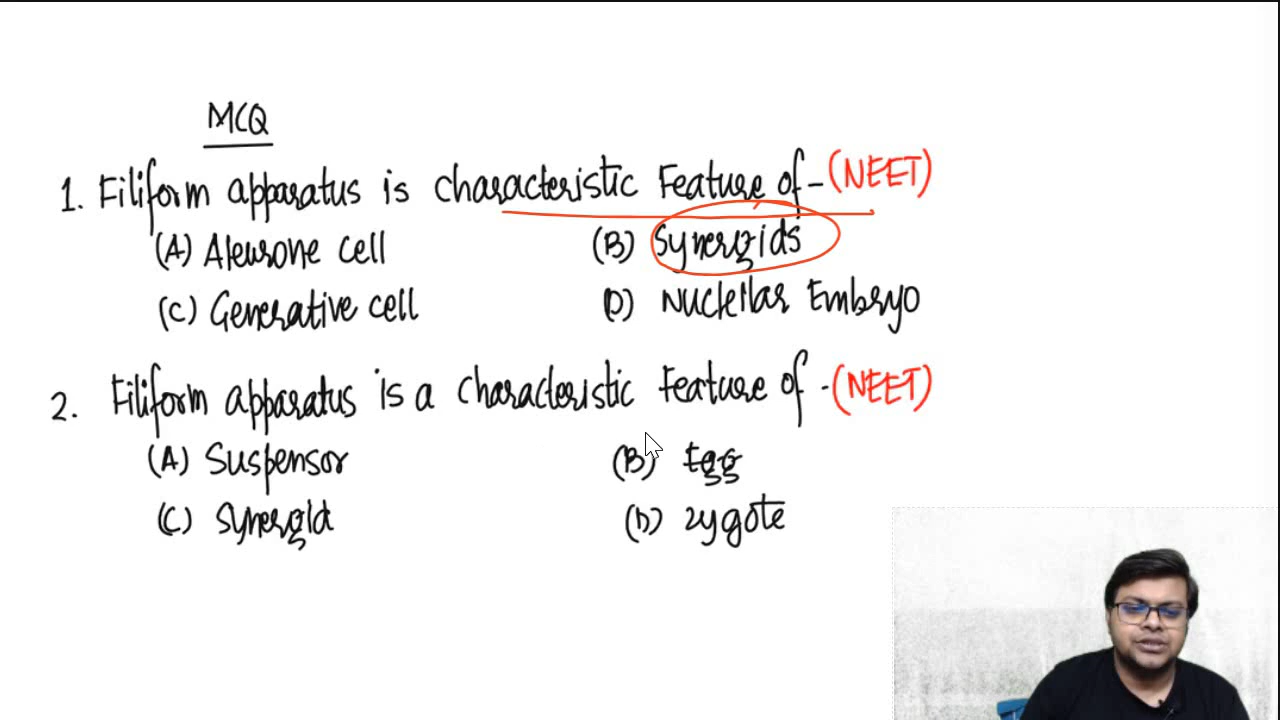 MCQ
1. Filiform apparatus is characteristic Feature of - (NEET)
(A) Aleurone cell (B) Synergids
(C) Generative cell (D) Nucellar Embryo
2. Filiform apparatus is a characteristic Feature of - (NEET)
(A) Suspensor (B) Egg
(C) Synergid (D) zygote